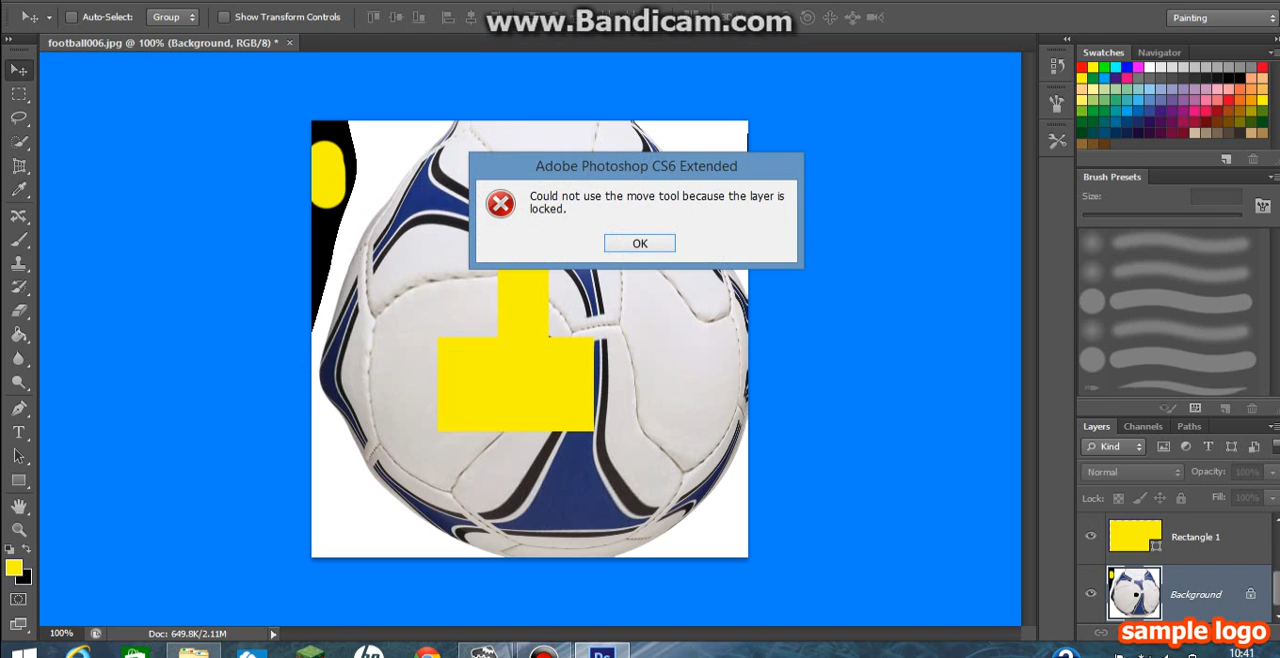 Auto-Select:
Group
Show Transform Controls
www.Bandicam.com
Painting
football006.jpg @ 100% (Background, RGB/8) *
Swatches
Navigator
Adobe Photoshop CS6 Extended
Could not use the move tool because the layer is
locked.
OK
Brush Presets
Size:
Layers
Channels
Paths
Kind
Normal
Opacity:
100%
Lock:
Fill:
100%
Rectangle 1
Background
100%
Doc: 649.8K/2.11M
sample logo
hp
Ps
10:41